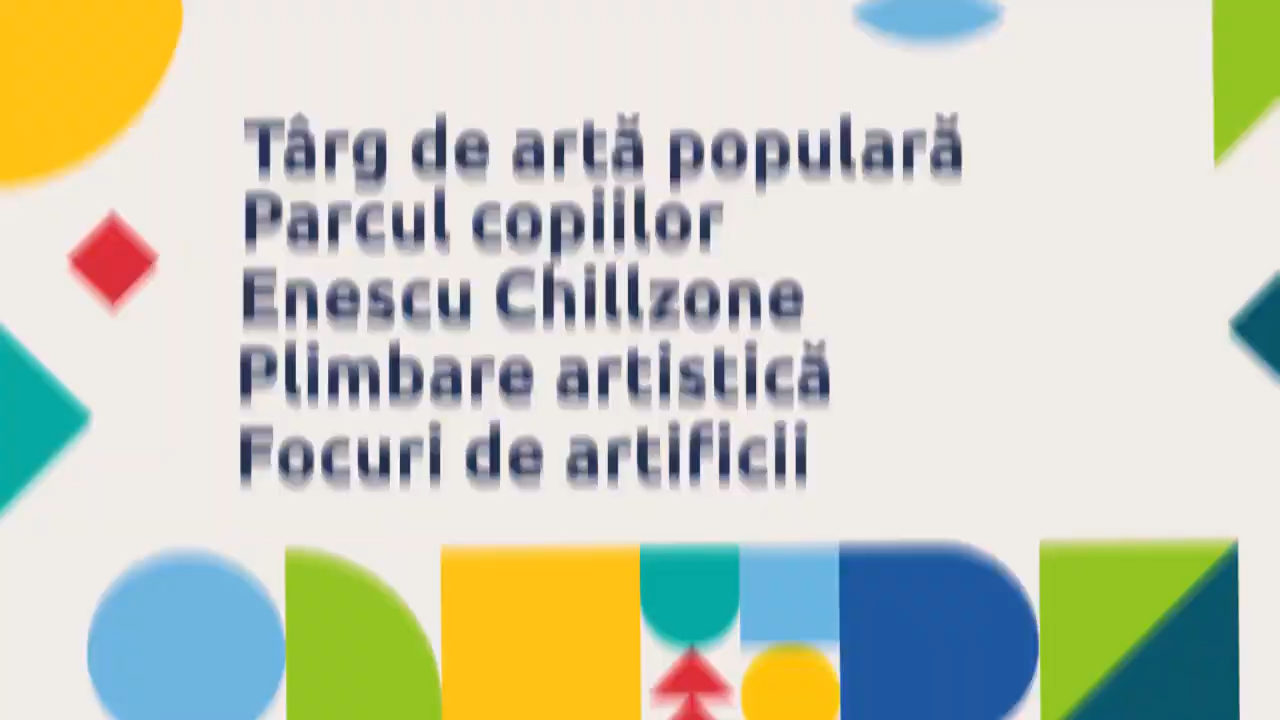 Târg de artă populară
Parcul copiilor
Enescu Chillzone
Plimbare artistică
Focuri de artificii